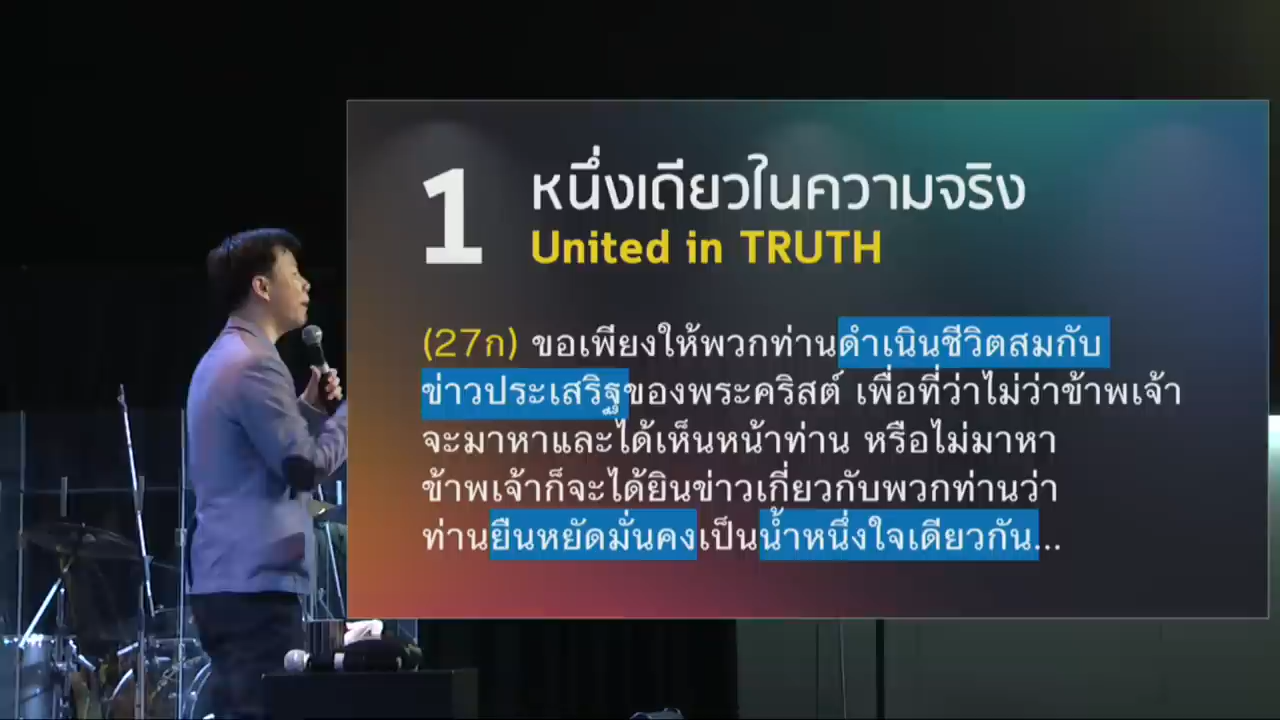 1 หนึ่งเดียวในความจริง
United in TRUTH
(27ก) ขอเพียงให้พวกท่านดำเนินชีวิตสมกับ
ข่าวประเสริฐของพระคริสต์ เพื่อที่ว่าไม่ว่าข้าพเจ้า
จะมาหาและได้เห็นหน้าท่าน หรือไม่มาหา
ข้าพเจ้าก็จะได้ยินข่าวเกี่ยวกับพวกท่านว่า
ท่านยืนหยัดมั่นคงเป็นน้ำหนึ่งใจเดียวกัน...